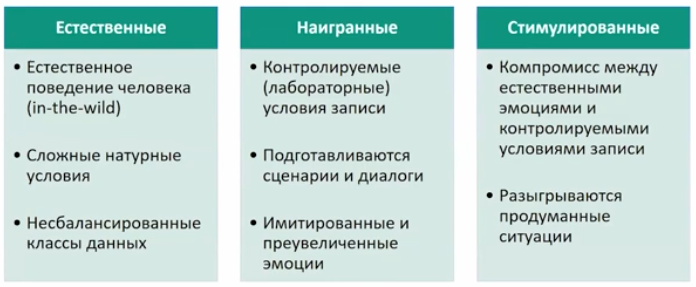 Естественные
• Естественное
поведение человека
(in-the-wild)
• Сложные натурные
условия
• Несбалансированные
классы данных
Наигранные
• Контролируемые
(лабораторные)
условия записи
• Подготавливаются
сценарии и диалоги
• Имитированные и
преувеличенные
эмоции
Стимулированные
• Компромисс между
естественными
эмоциями и
контролируемыми
условиями записи
• Разыгрываются
продуманные
ситуации